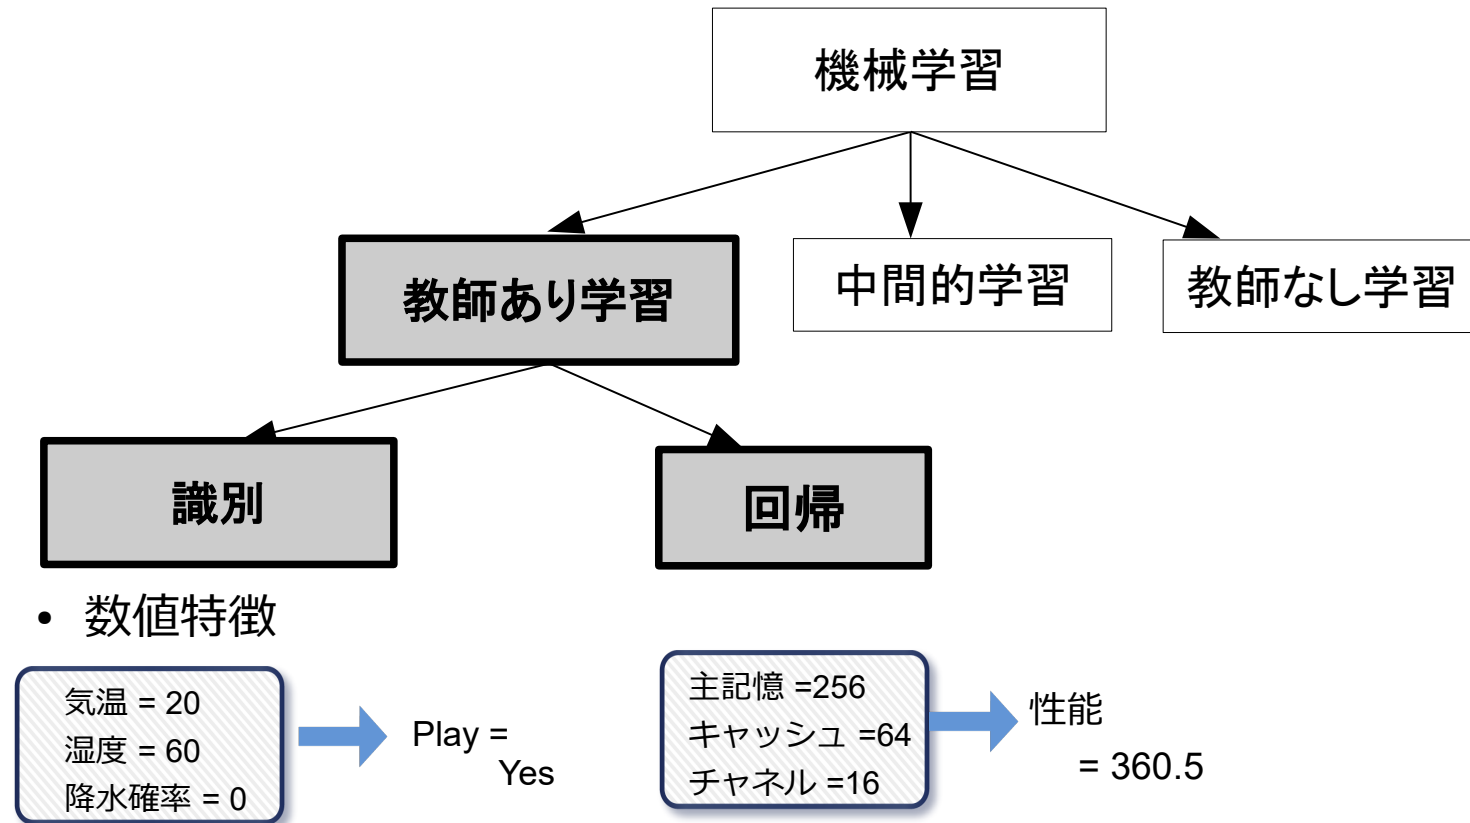 機械学習
教師あり学習
中間的学習
教師なし学習
識別
回帰
• 数値特徴
気温 = 20
湿度 = 60
降水確率 = 0
Play =
Yes
主記憶 =256
キャッシュ =64
チャネル =16
性能
= 360.5